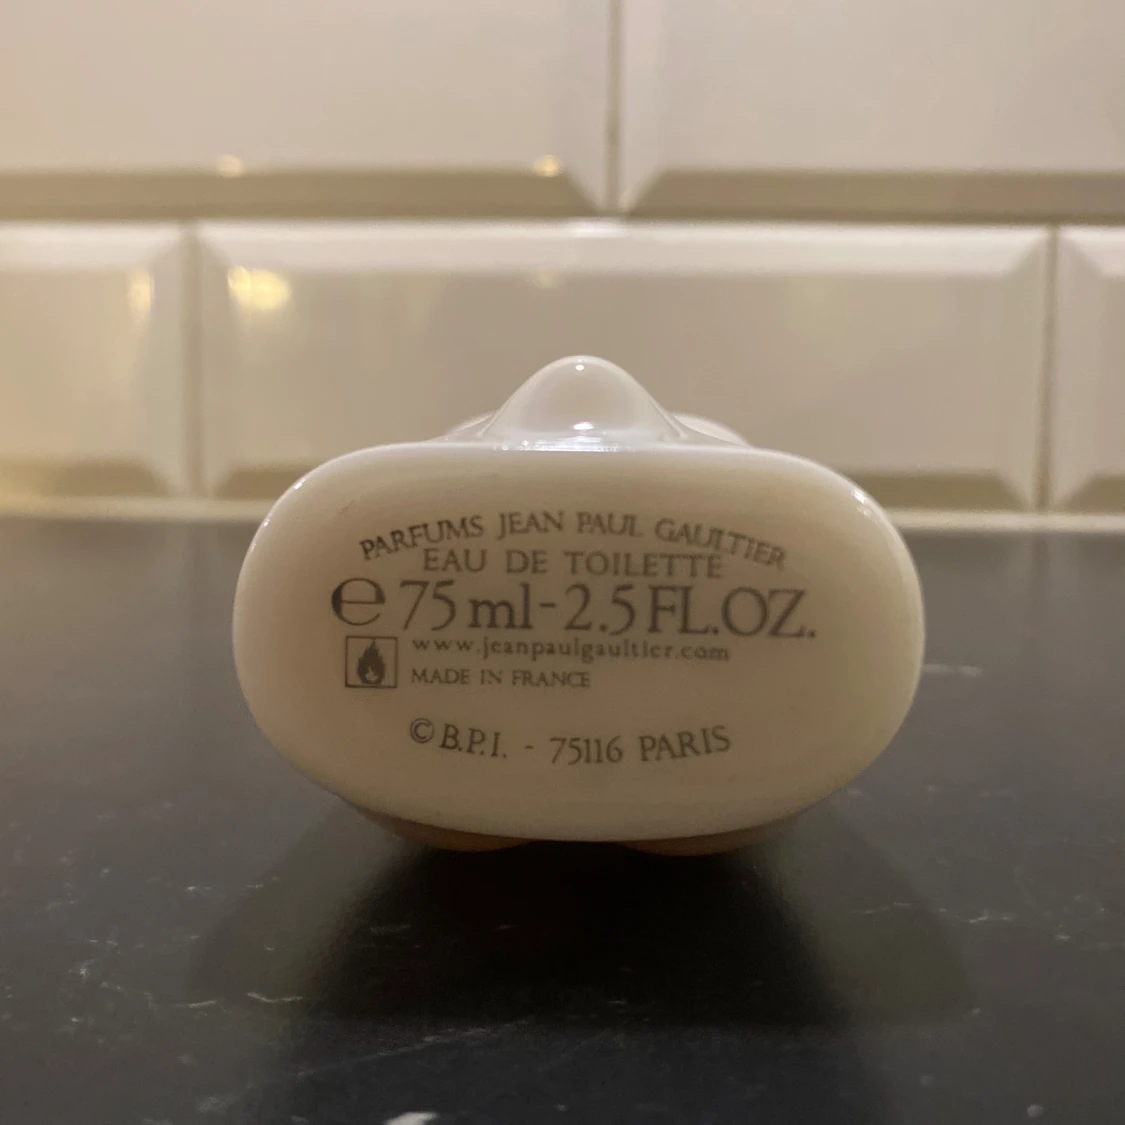 PARFUMS JEAN PAUL GAULTIER
EAU DE TOILETTE
℮ 75 ml - 2.5 FL.OZ.
www.jeanpaulgaultier.com
MADE IN FRANCE
© B.P.I. - 75116 PARIS